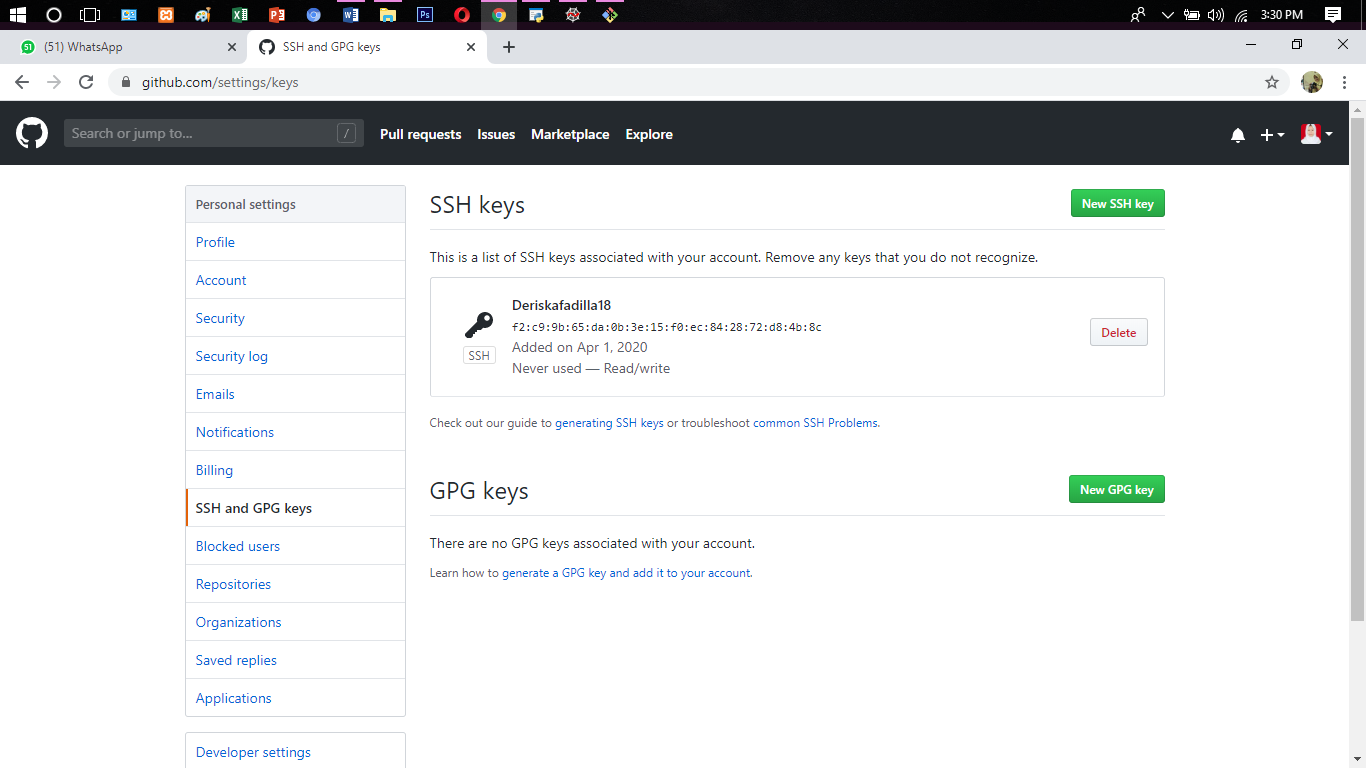 3:30 PM
51
(51) WhatsApp
SSH and GPG keys
github.com/settings/keys
Search or jump to...
/
Pull requests
Issues
Marketplace
Explore
Personal settings
Profile
Account
Security
Security log
Emails
Notifications
Billing
SSH and GPG keys
Blocked users
Repositories
Organizations
Saved replies
Applications
Developer settings
SSH keys
New SSH key
This is a list of SSH keys associated with your account. Remove any keys that you do not recognize.
SSH
Deriskafadilla18
f2:c9:9b:65:da:0b:3e:15:f0:ec:84:28:72:d8:4b:8c
Added on Apr 1, 2020
Never used — Read/write
Delete
Check out our guide to generating SSH keys or troubleshoot common SSH Problems.
GPG keys
New GPG key
There are no GPG keys associated with your account.
Learn how to generate a GPG key and add it to your account.